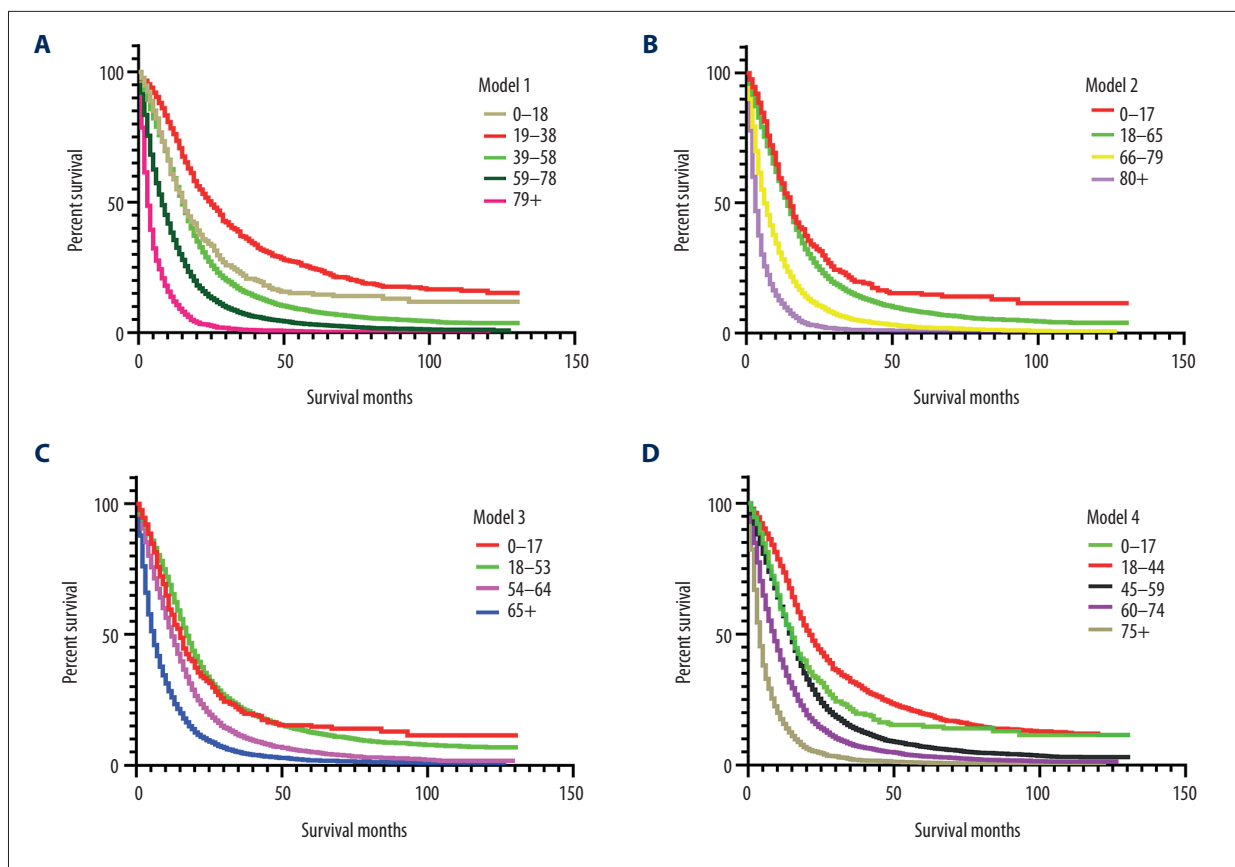 A
Model 1
0–18
19–38
39–58
59–78
79+
Percent survival
100
50
0
0 50 100 150
Survival months
B
Model 2
0–17
18–65
66–79
80+
Percent survival
100
50
0
0 50 100 150
Survival months
C
Model 3
0–17
18–53
54–64
65+
Percent survival
100
50
0
0 50 100 150
Survival months
D
Model 4
0–17
18–44
45–59
60–74
75+
Percent survival
100
50
0
0 50 100 150
Survival months